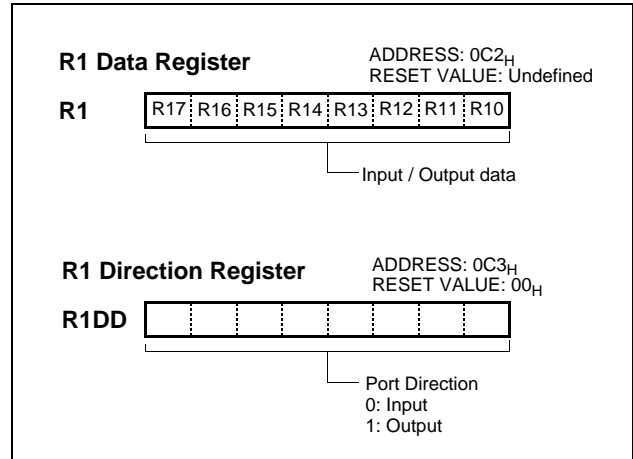 R1 Data Register
ADDRESS: 0C2H
RESET VALUE: Undefined
R1
R17 R16 R15 R14 R13 R12 R11 R10
Input / Output data
R1 Direction Register
ADDRESS: 0C3H
RESET VALUE: 00H
R1DD
Port Direction
0: Input
1: Output